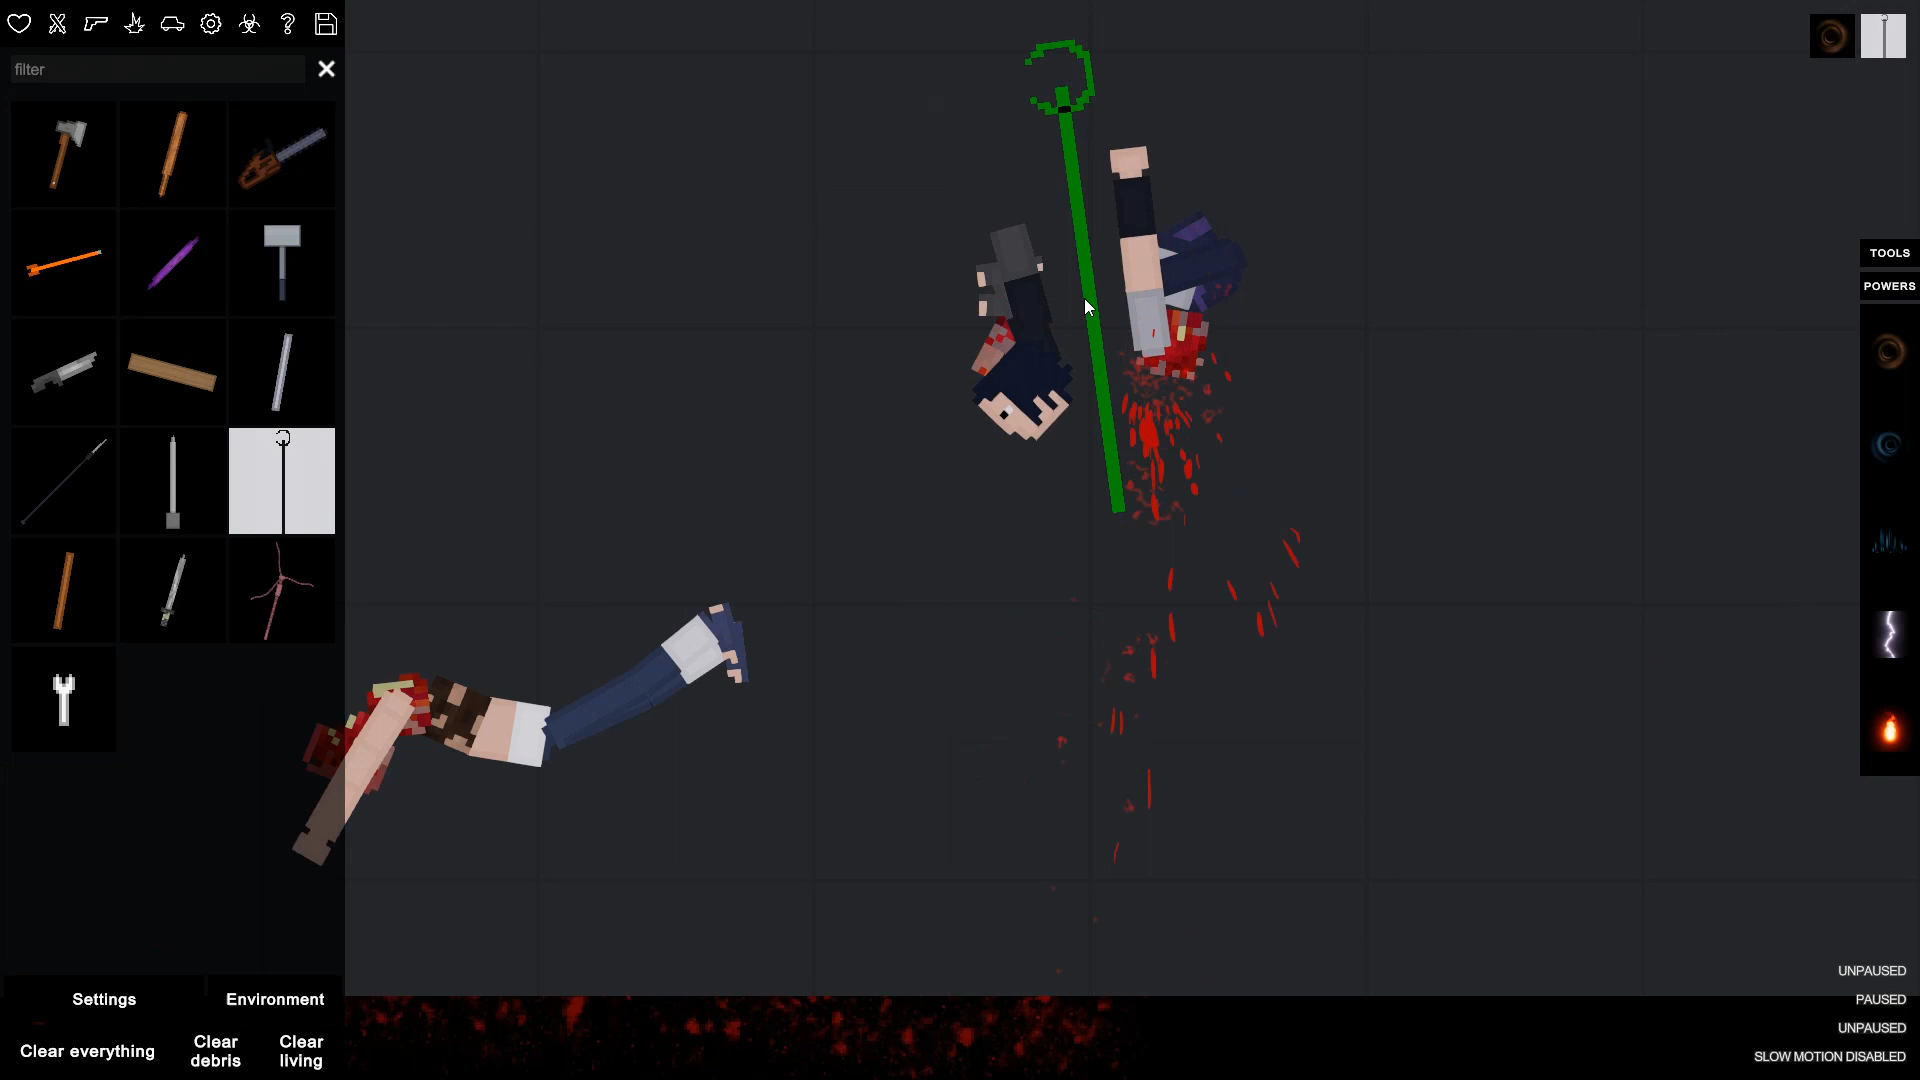 filter
TOOLS
POWERS
Settings
Environment
Clear everything
Clear debris
Clear living
UNPAUSED
PAUSED
UNPAUSED
SLOW MOTION DISABLED